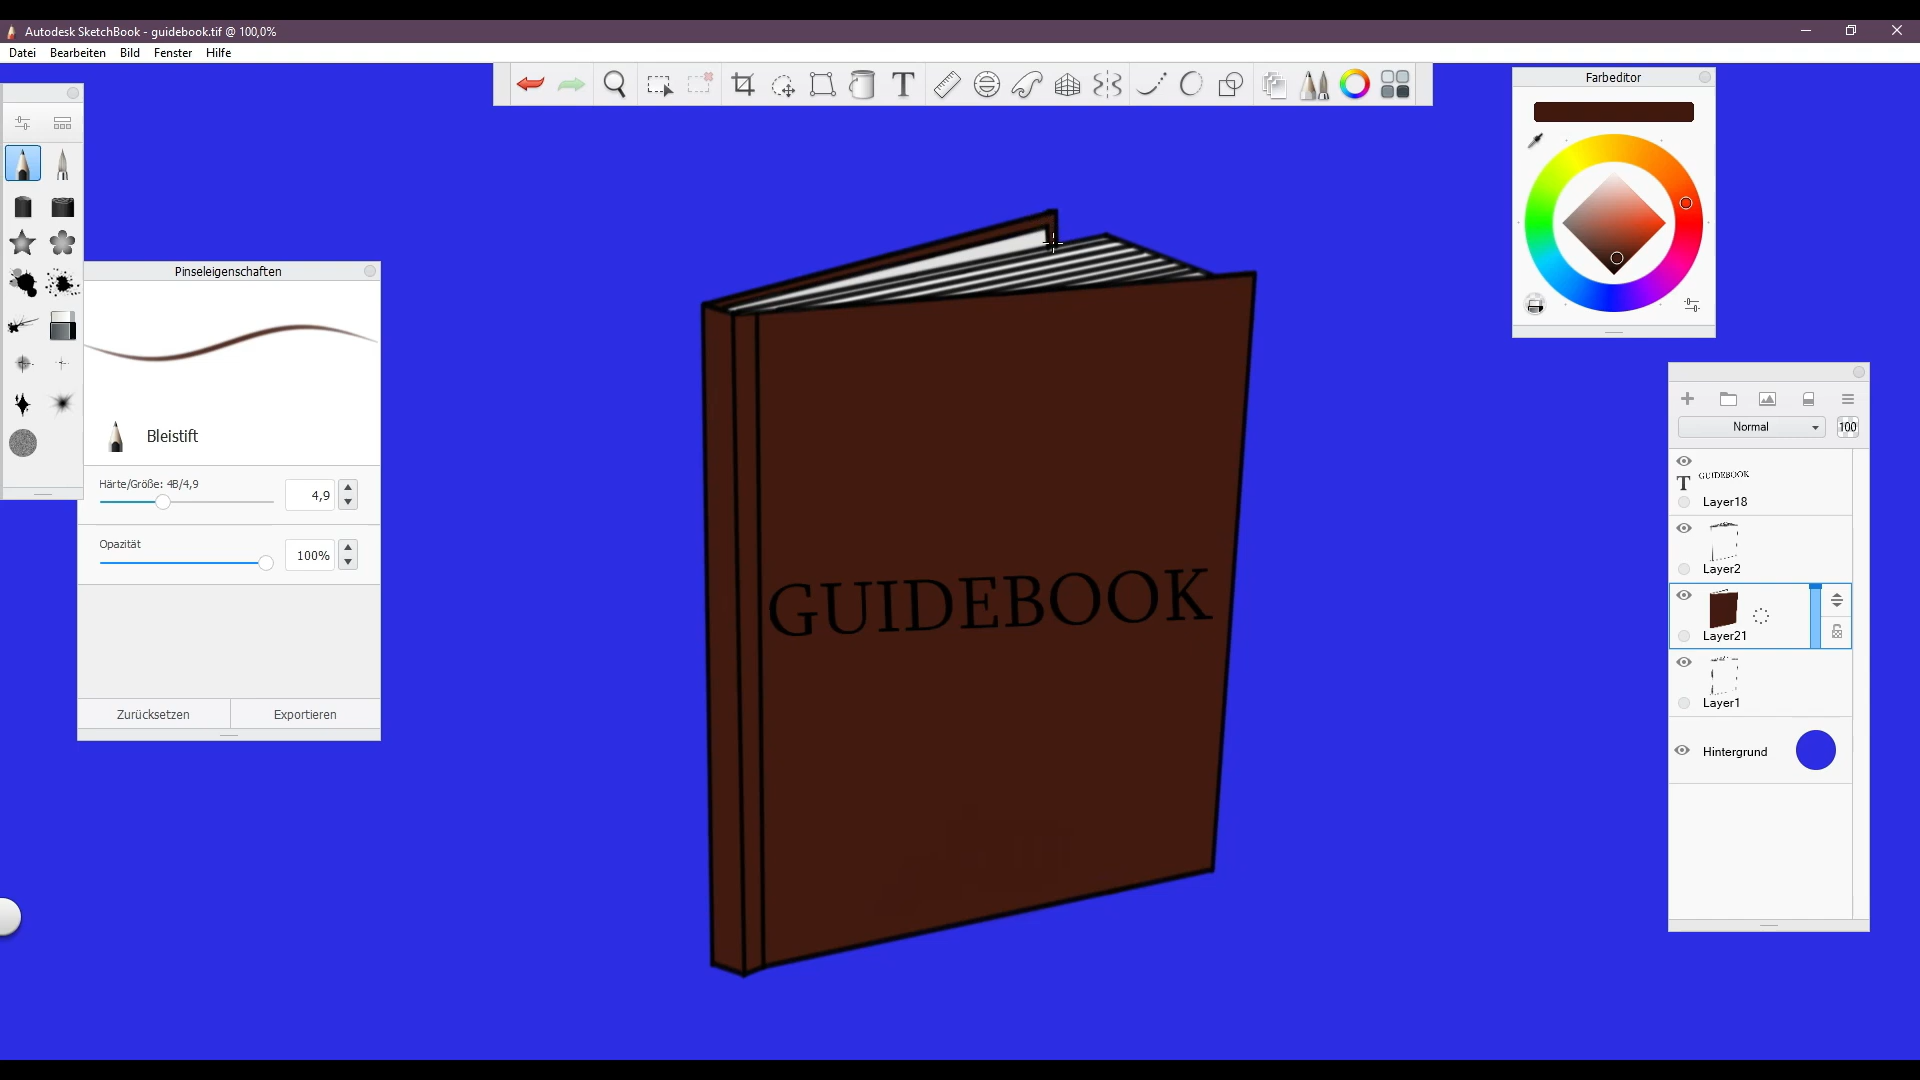 Autodesk SketchBook - guidebook.tif @ 100,0%
Datei Bearbeiten Bild Fenster Hilfe
Farbeditor
Pinseleigenschaften
Bleistift
Härte/Größe: 4B/4,9
4,9
Opazität
100%
Zurücksetzen Exportieren
GUIDEBOOK
Normal 100
GUIDEBOOK
T
Layer18
Layer2
Layer21
Layer1
Hintergrund